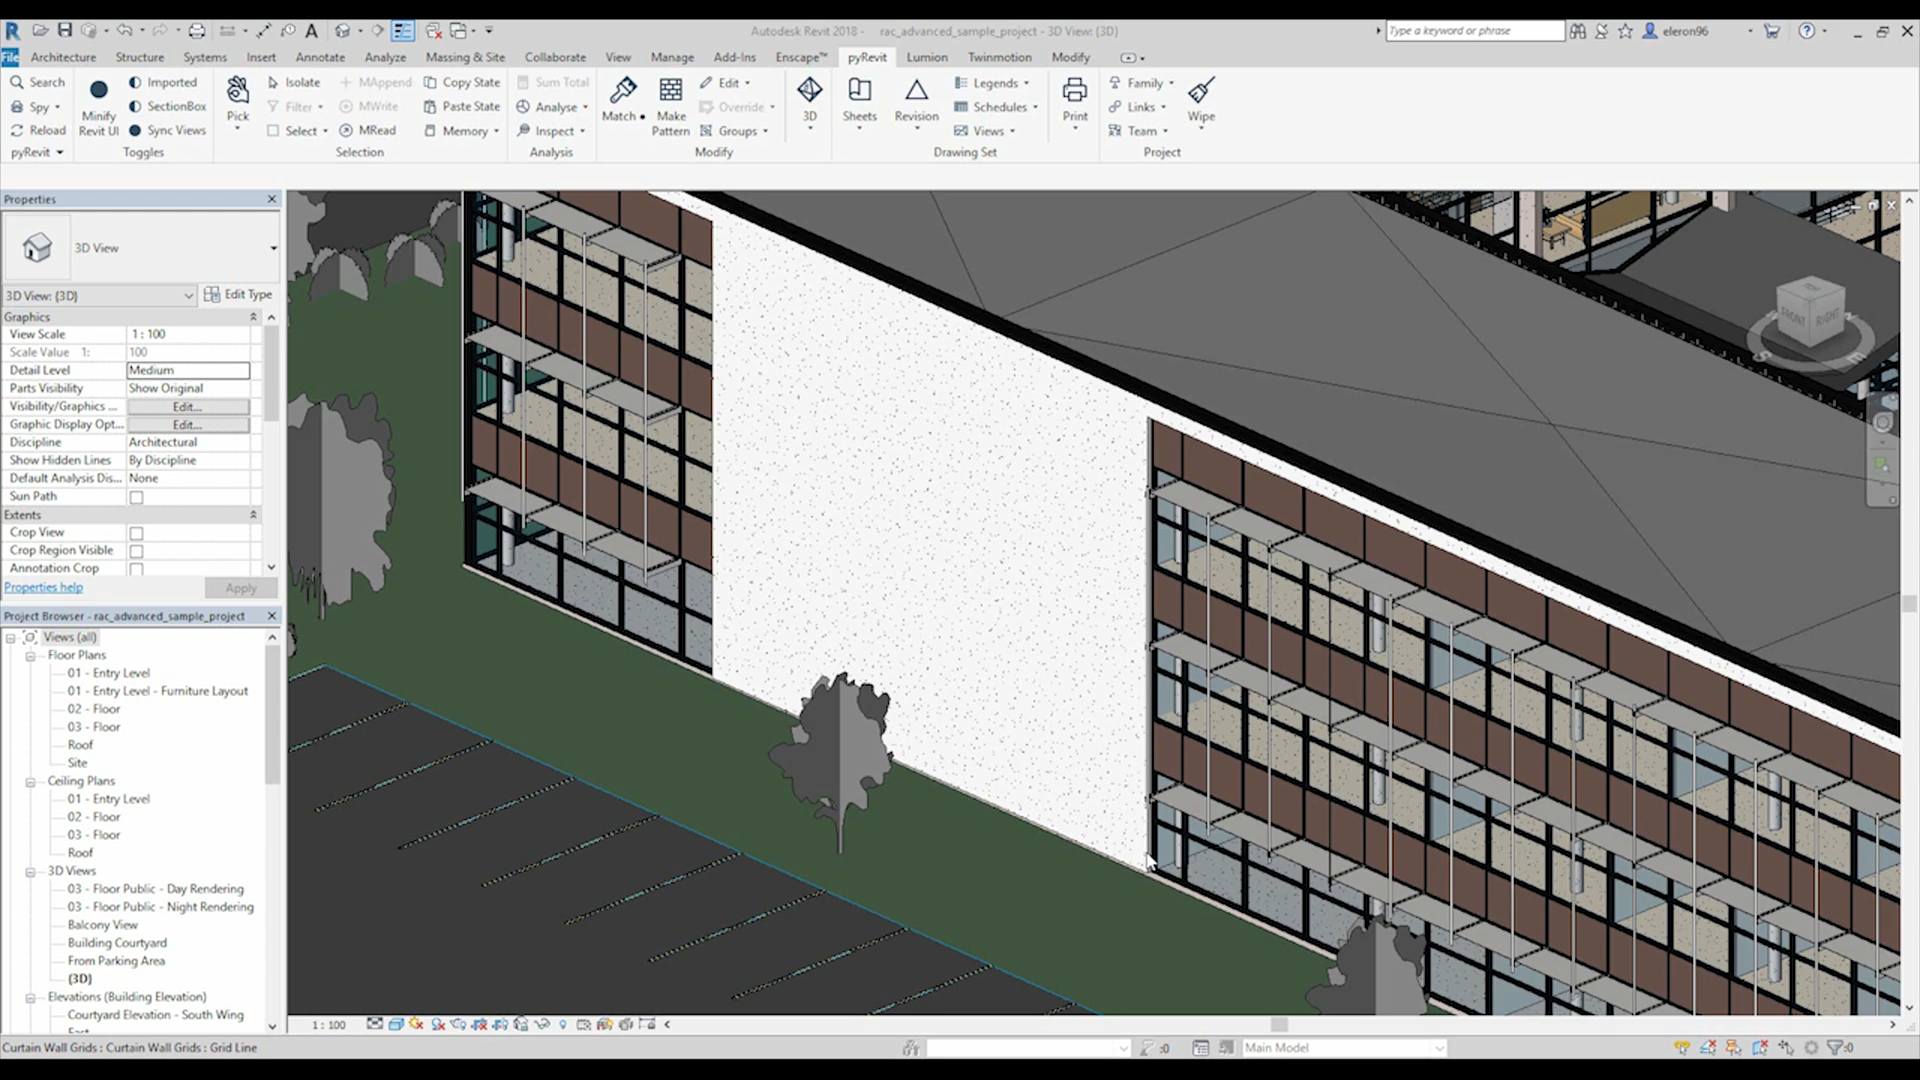 Autodesk Revit 2018 -     rac_advanced_sample_project - 3D View: {3D}
Type a keyword or phrase
eleron96
File Architecture Structure Systems Insert Annotate Analyze Massing & Site Collaborate View Manage Add-Ins Enscape™ pyRevit Lumion Twinmotion Modify
Search
Spy
Reload
pyRevit
Minify
Revit UI
Imported
SectionBox
Sync Views
Toggles
Pick
Isolate
Filter
Select
MAppend
MWrite
MRead
Copy State
Paste State
Memory
Selection
Sum Total
Analyse
Inspect
Analysis
Match
Make
Pattern
Edit
Override
Groups
Modify
3D
Sheets
Revision
Legends
Schedules
Views
Drawing Set
Print
Family
Links
Team
Wipe
Project
Properties
3D View
3D View: {3D}
Edit Type
Graphics
View Scale 1 : 100
Scale Value 1: 100
Detail Level Medium
Parts Visibility Show Original
Visibility/Graphics ... Edit...
Graphic Display Opt... Edit...
Discipline Architectural
Show Hidden Lines By Discipline
Default Analysis Dis... None
Sun Path
Extents
Crop View
Crop Region Visible
Annotation Crop
Properties help
Apply
Project Browser - rac_advanced_sample_project
Views (all)
Floor Plans
01 - Entry Level
01 - Entry Level - Furniture Layout
02 - Floor
03 - Floor
Roof
Site
Ceiling Plans
01 - Entry Level
02 - Floor
03 - Floor
Roof
3D Views
03 - Floor Public - Day Rendering
03 - Floor Public - Night Rendering
Balcony View
Building Courtyard
From Parking Area
{3D}
Elevations (Building Elevation)
Courtyard Elevation - South Wing
TOP
FRONT
RIGHT
S
E
1 : 100
Curtain Wall Grids : Curtain Wall Grids : Grid Line
:0
Main Model
:0